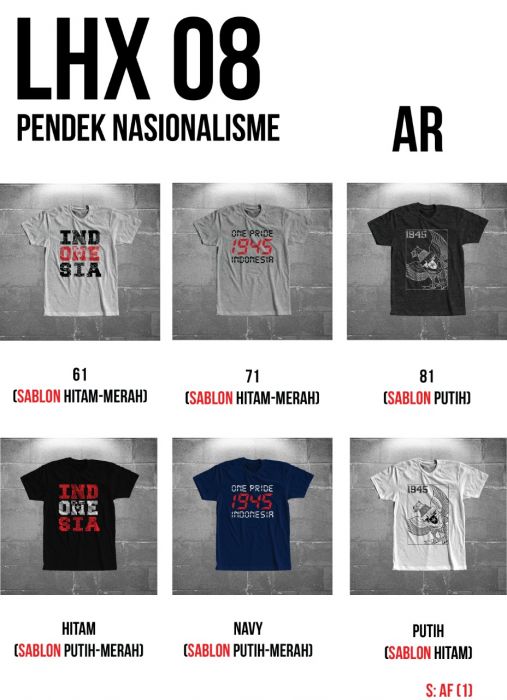 LHX 08
PENDEK NASIONALISME
AR
IND
ONE
SIA
ONE PRIDE
1945
INDONESIA
1945
61
(SABLON HITAM-MERAH)
71
(SABLON HITAM-MERAH)
81
(SABLON PUTIH)
IND
ONE
SIA
ONE PRIDE
1945
INDONESIA
1945
HITAM
(SABLON PUTIH-MERAH)
NAVY
(SABLON PUTIH-MERAH)
PUTIH
(SABLON HITAM)
S: AF (1)